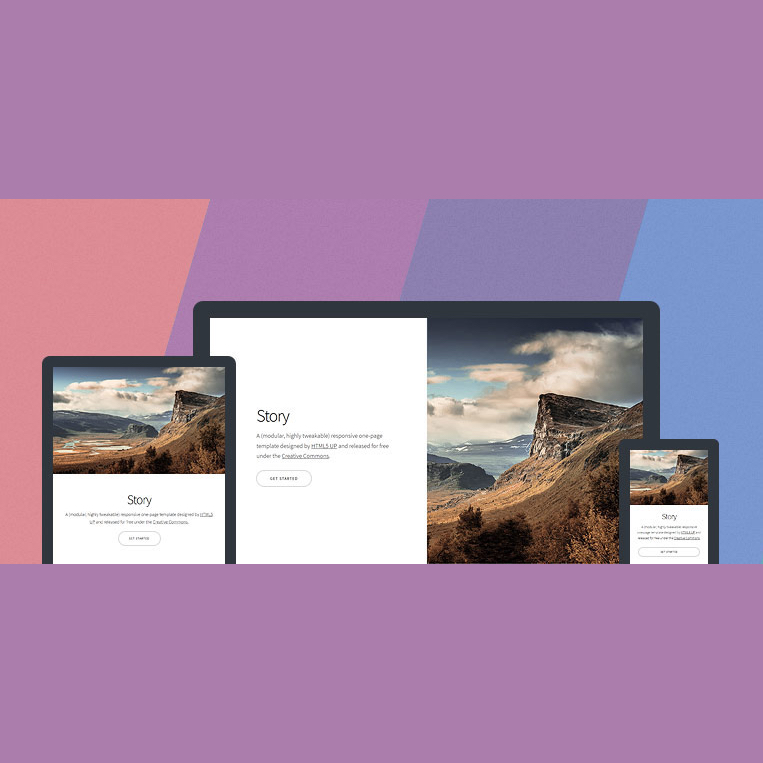 Story
A (modular, highly tweakable) responsive one-page
template designed by HTML5 UP and released for free
under the Creative Commons.
GET STARTED
Story
A (modular, highly tweakable) responsive one-page template designed by HTML5
UP and released for free under the Creative Commons.
GET STARTED
Story
A (modular, highly tweakable) responsive
one-page template designed by HTML5 UP and
released for free under the Creative Commons.
GET STARTED